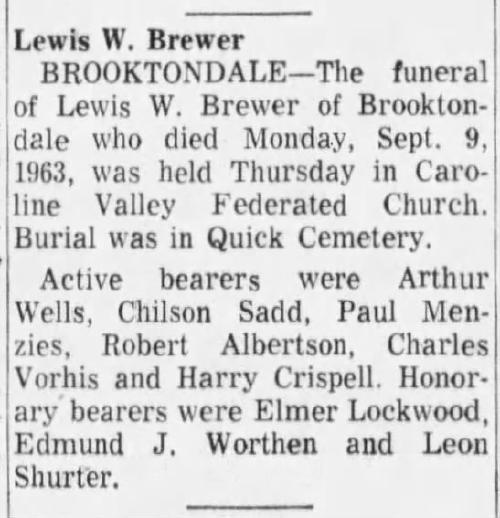 Lewis W. Brewer
BROOKTONDALE—The funeral
of Lewis W. Brewer of Brookton-
dale who died Monday, Sept. 9,
1963, was held Thursday in Caro-
line Valley Federated Church.
Burial was in Quick Cemetery.
Active bearers were Arthur
Wells, Chilson Sadd, Paul Men-
zies, Robert Albertson, Charles
Vorhis and Harry Crispell. Honor-
ary bearers were Elmer Lockwood,
Edmund J. Worthen and Leon
Shurter.